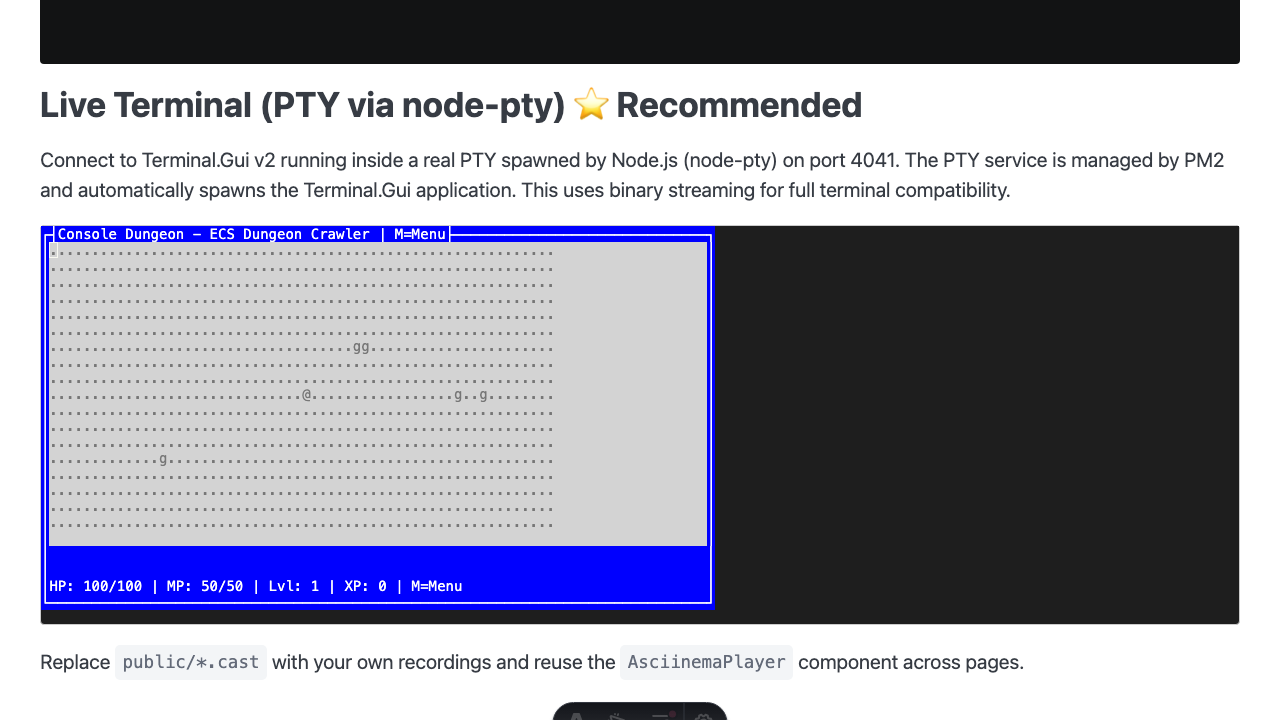 Live Terminal (PTY via node-pty) ⭐ Recommended
Connect to Terminal.Gui v2 running inside a real PTY spawned by Node.js (node-pty) on port 4041. The PTY service is managed by PM2
and automatically spawns the Terminal.Gui application. This uses binary streaming for full terminal compatibility.
Console Dungeon – ECS Dungeon Crawler | M=Menu
............................................................
............................................................
............................................................
............................................................
............................................................
............................................................
....................................gg......................
............................................................
............................................................
..............................@.................g..g........
............................................................
............................................................
............................................................
.............g..............................................
............................................................
............................................................
............................................................
............................................................
HP: 100/100 | MP: 50/50 | Lvl: 1 | XP: 0 | M=Menu
Replace public/*.cast with your own recordings and reuse the AsciinemaPlayer component across pages.